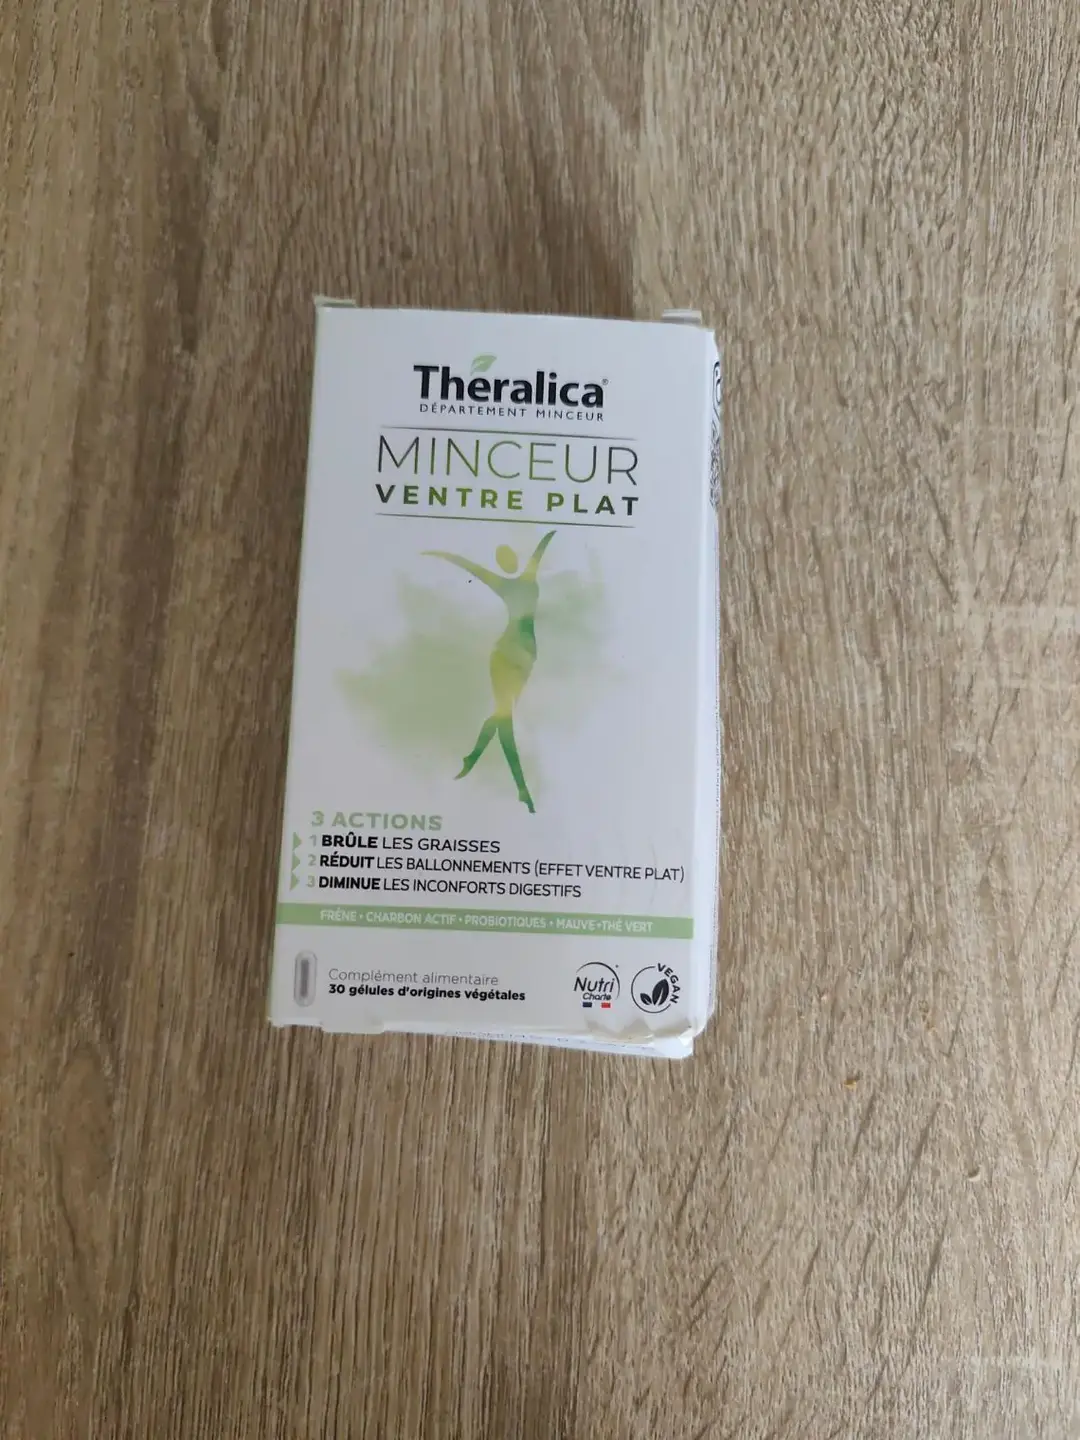 Théralica®
DÉPARTEMENT MINCEUR
MINCEUR
VENTRE PLAT
3 ACTIONS
1 BRÛLE LES GRAISSES
2 RÉDUIT LES BALLONNEMENTS (EFFET VENTRE PLAT)
3 DIMINUE LES INCONFORTS DIGESTIFS
FRÊNE • CHARBON ACTIF • PROBIOTIQUES • MAUVE • THÉ VERT
Complément alimentaire
30 gélules d'origines végétales
Nutri
Charte
VEGAN